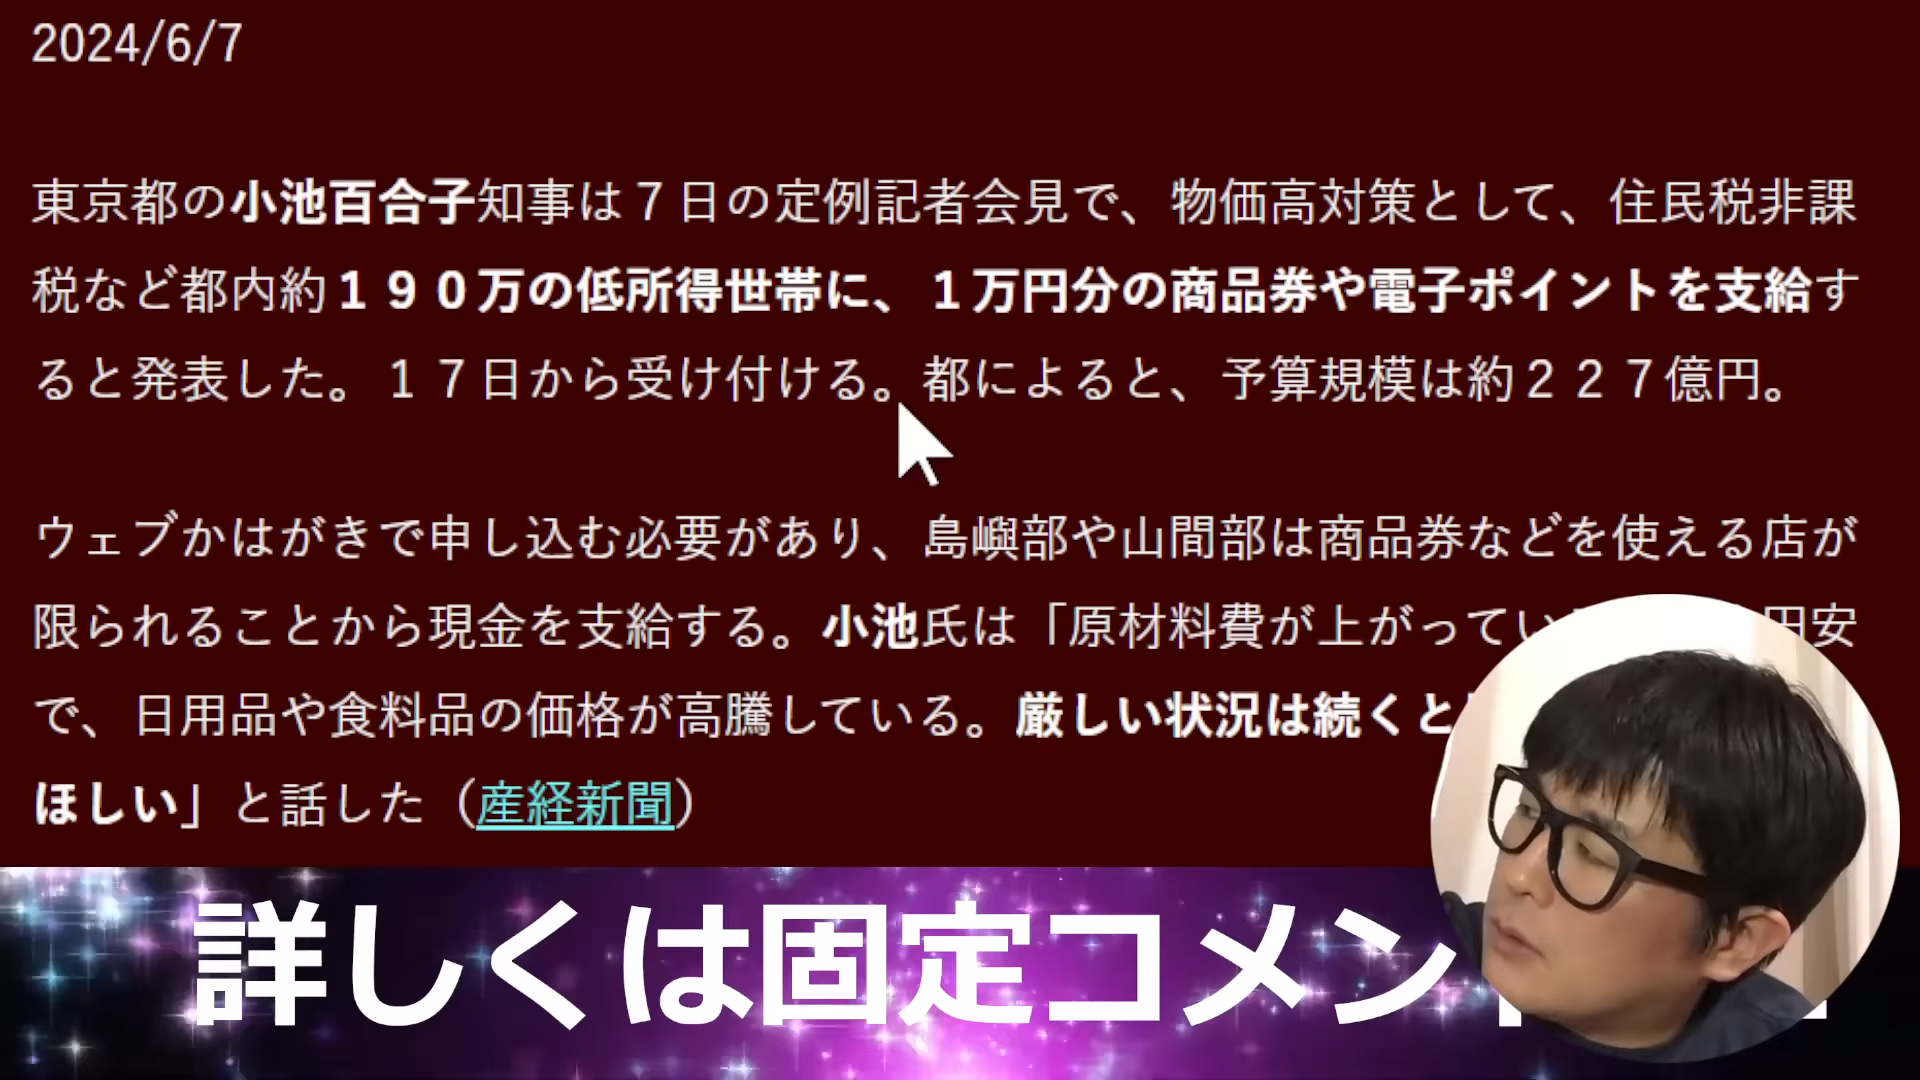 2024/6/7
東京都の小池百合子知事は７日の定例記者会見で、物価高対策として、住民税非課
税など都内約１９０万の低所得世帯に、１万円分の商品券や電子ポイントを支給す
ると発表した。１７日から受け付ける。都によると、予算規模は約２２７億円。
ウェブかはがきで申し込む必要があり、島嶼部や山間部は商品券などを使える店が
限られることから現金を支給する。小池氏は「原材料費が上がってい 円安
で、日用品や食料品の価格が高騰している。厳しい状況は続くと
ほしい」と話した（産経新聞）
詳しくは固定コメン